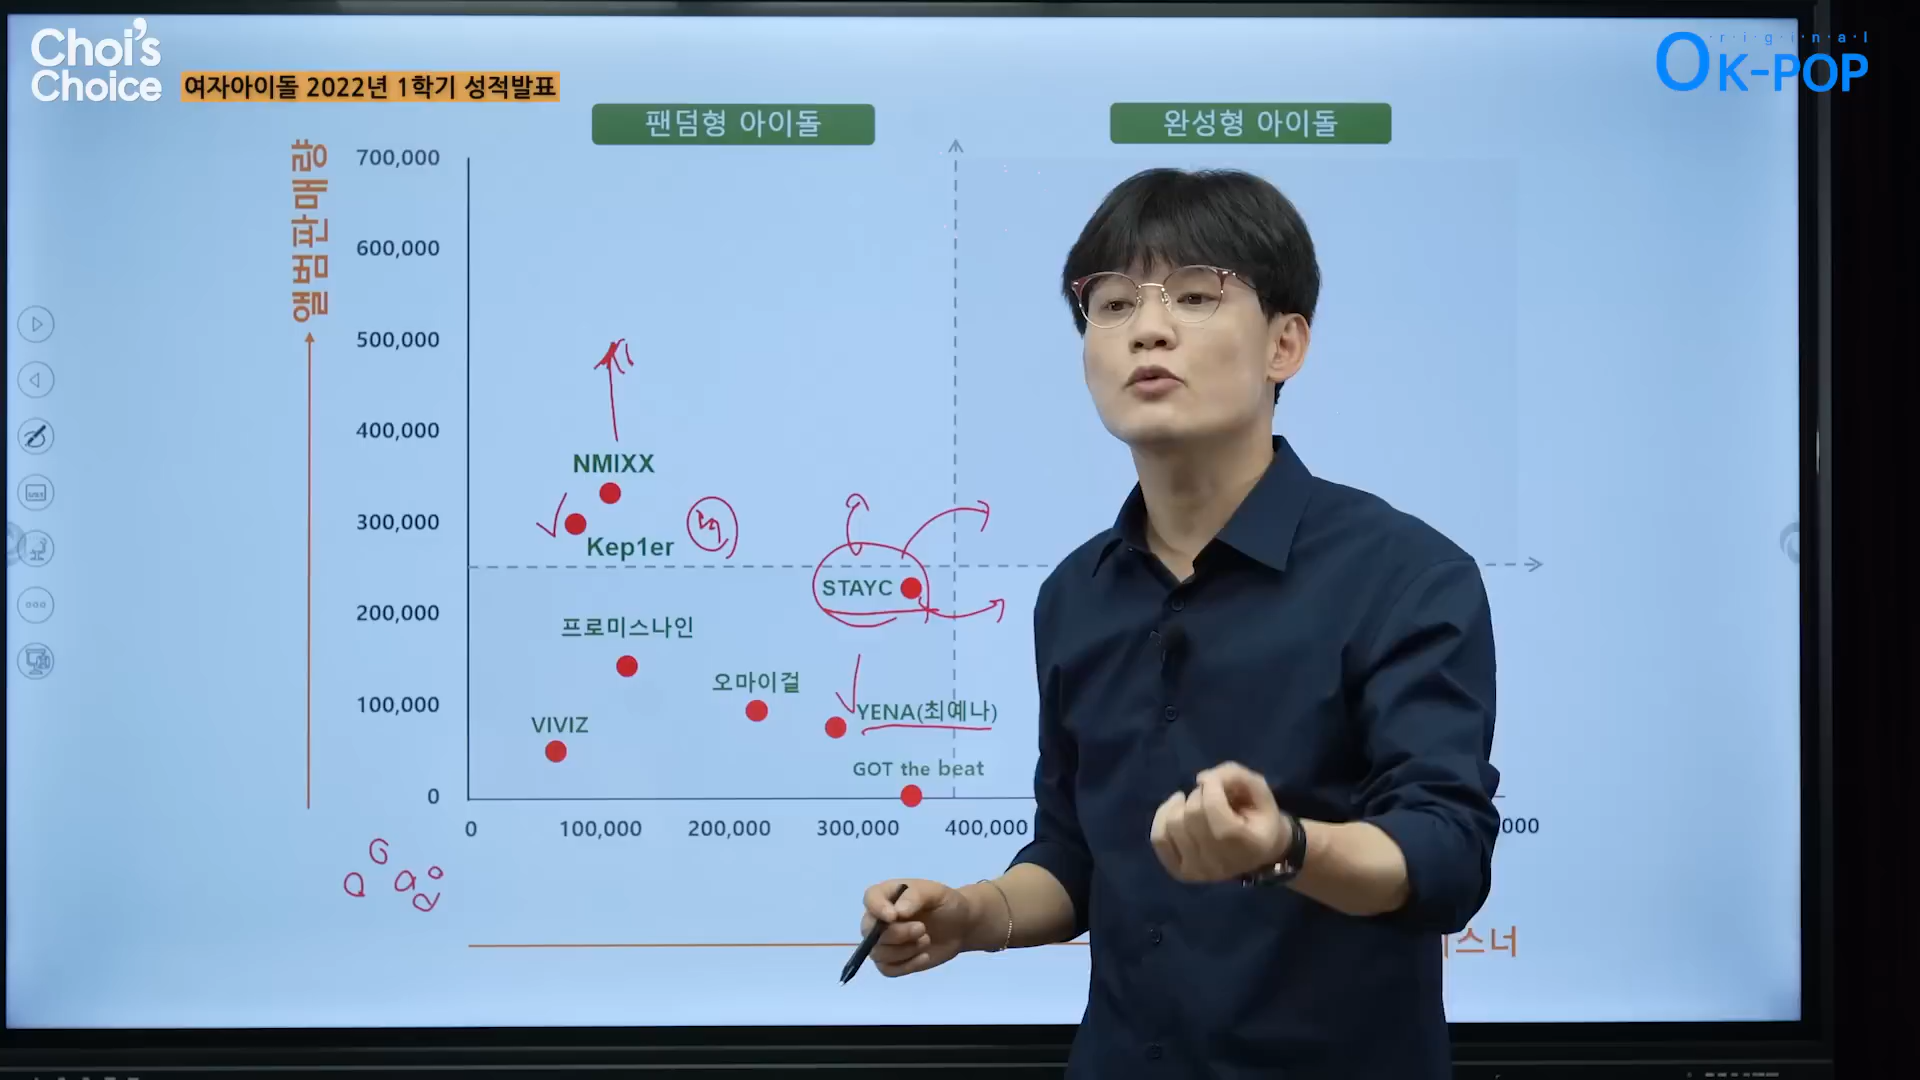 Choi's
Choice
여자아이돌 2022년 1학기 성적발표
Original
K-POP
팬덤형 아이돌
완성형 아이돌
앨범판매량
700,000
600,000
500,000
400,000
300,000
200,000
100,000
0
NMIXX
Kep1er
STAYC
프로미스나인
오마이걸
YENA(최예나)
VIVIZ
GOT the beat
0
100,000
200,000
300,000
400,000
000
스너